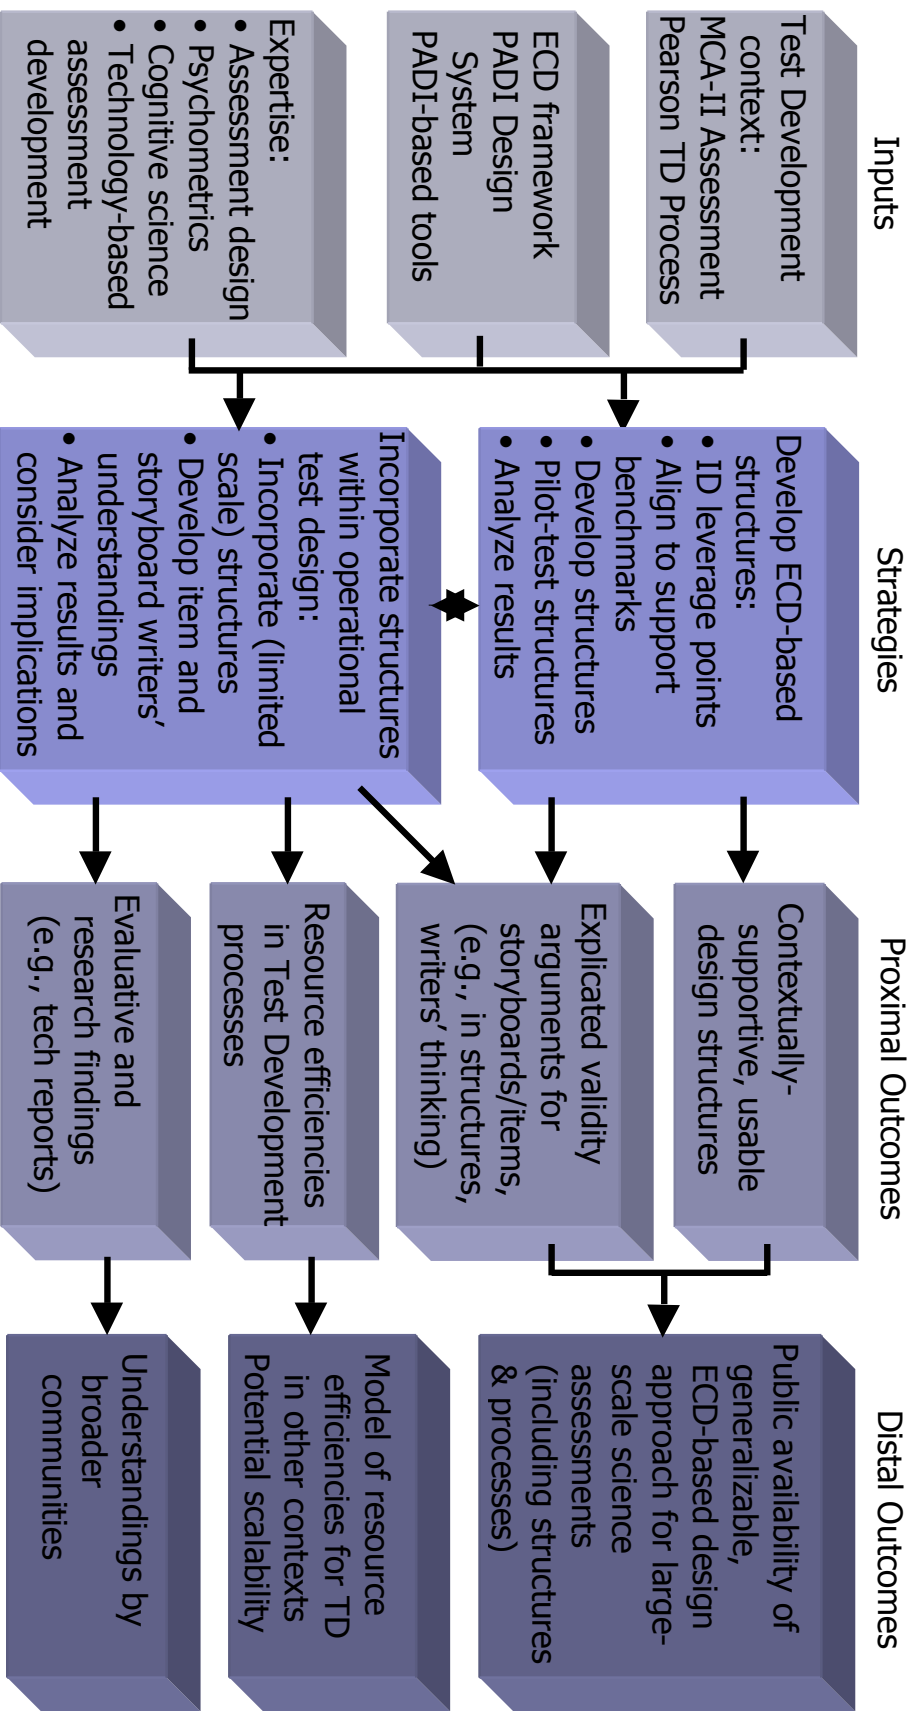 Inputs
Test Development
context:
MCA-II Assessment
Pearson TD Process
ECD framework
PADI Design
System
PADI-based tools
Expertise:
• Assessment design
• Psychometrics
• Cognitive science
• Technology-based
assessment
development
Strategies
Develop ECD-based
structures:
• ID leverage points
• Align to support
benchmarks
• Develop structures
• Pilot-test structures
• Analyze results
Incorporate structures
within operational
test design:
• Incorporate (limited
scale) structures
• Develop item and
storyboard writers’
understandings
• Analyze results and
consider implications
Proximal Outcomes
Contextually-
supportive, usable
design structures
Explicated validity
arguments for
storyboards/items,
(e.g., in structures,
writers’ thinking)
Resource efficiencies
in Test Development
processes
Evaluative and
research findings
(e.g., tech reports)
Distal Outcomes
Public availability of
generalizable,
ECD-based design
approach for large-
scale science
assessments
(including structures
& processes)
Model of resource
efficiencies for TD
in other contexts
Potential scalability
Understandings by
broader
communities